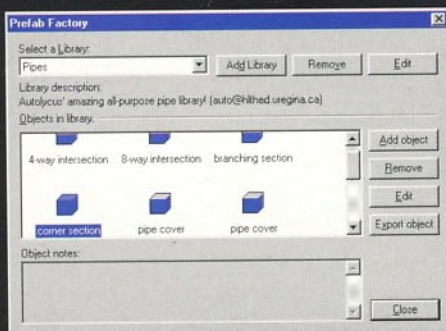 Prefab Factory
Select a Library:
Pipes
Add Library
Remove
Edit
Library description:
Autolycus' amazing all-purpose pipe library! (auto@hlthed.uregina.ca)
Objects in library:
4-way intersection 8-way intersection branching section
corner section pipe cover pipe cover
Add object
Remove
Edit
Export object
Object notes:
Close